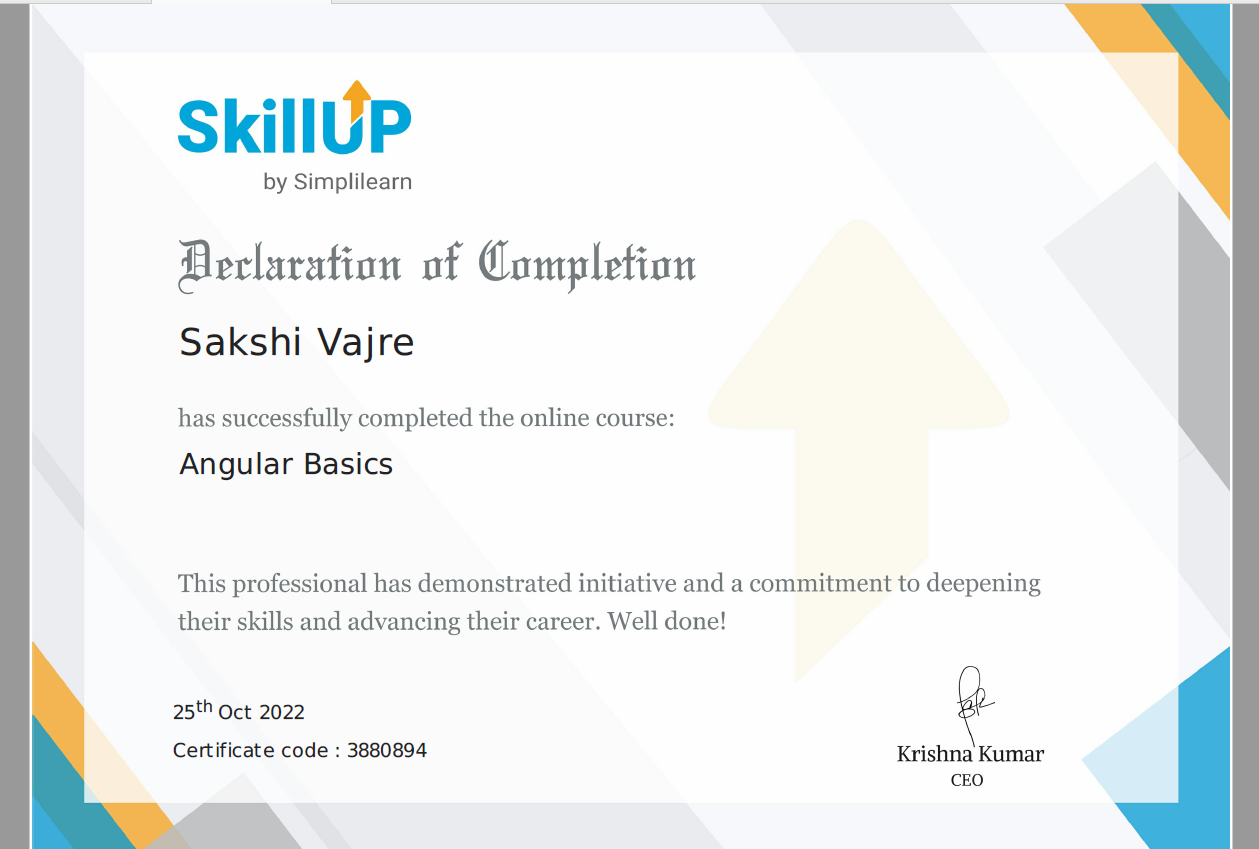 SkillUP
by Simplilearn
Declaration of Completion
Sakshi Vajre
has successfully completed the online course:
Angular Basics
This professional has demonstrated initiative and a commitment to deepening
their skills and advancing their career. Well done!
25th Oct 2022
Certificate code : 3880894
Krishna Kumar
CEO